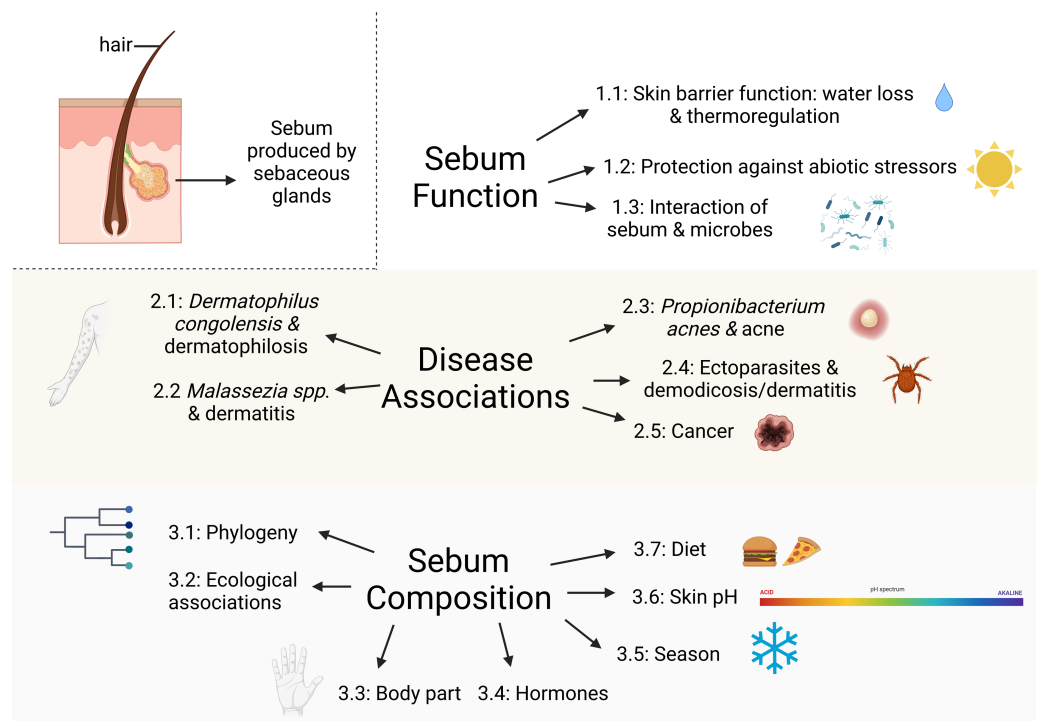 hair
Sebum
produced by
sebaceous
glands
Sebum
Function
1.1: Skin barrier function: water loss
& thermoregulation
1.2: Protection against abiotic stressors
1.3: Interaction of
sebum & microbes
Disease
Associations
2.1: Dermatophilus
congolensis &
dermatophilosis
2.2 Malassezia spp.
& dermatitis
2.3: Propionibacterium
acnes & acne
2.4: Ectoparasites &
demodicosis/dermatitis
2.5: Cancer
Sebum
Composition
3.1: Phylogeny
3.2: Ecological
associations
3.3: Body part
3.4: Hormones
3.5: Season
3.6: Skin pH
ACID
pH spectrum
AKALINE
3.7: Diet